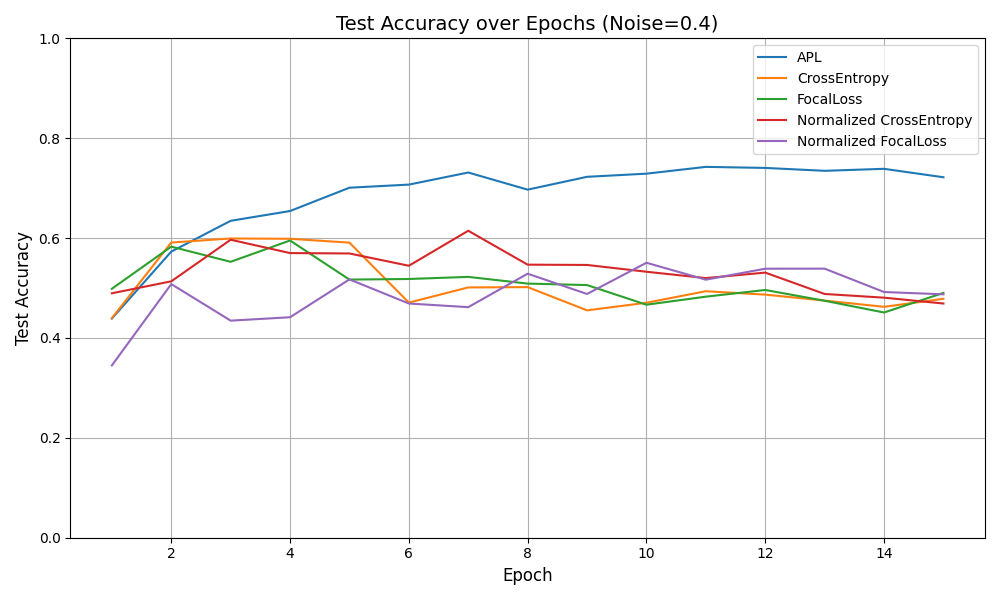 Test Accuracy over Epochs (Noise=0.4)
APL
CrossEntropy
FocalLoss
Normalized CrossEntropy
Normalized FocalLoss
Test Accuracy
1.0
0.8
0.6
0.4
0.2
0.0
2 4 6 8 10 12 14
Epoch